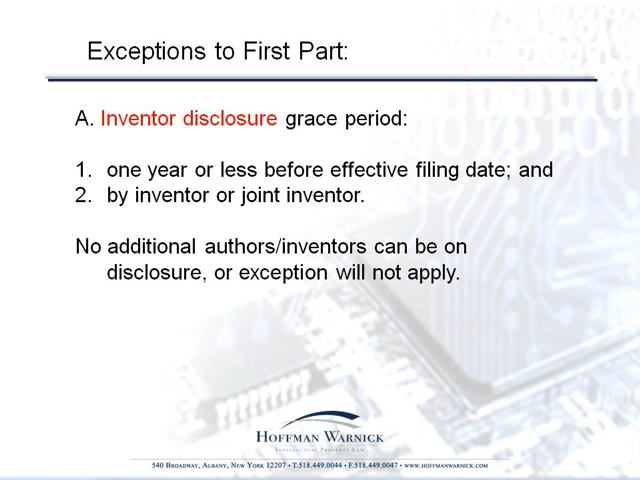 Exceptions to First Part:
A. Inventor disclosure grace period:
1. one year or less before effective filing date; and
2. by inventor or joint inventor.
No additional authors/inventors can be on
disclosure, or exception will not apply.
HOFFMAN WARNICK
INTELLECTUAL PROPERTY LAW
540 BROADWAY, ALBANY, NEW YORK 12207 • T.518.449.0044 • F.518.449.0047 • WWW.HOFFMANWARNICK.COM